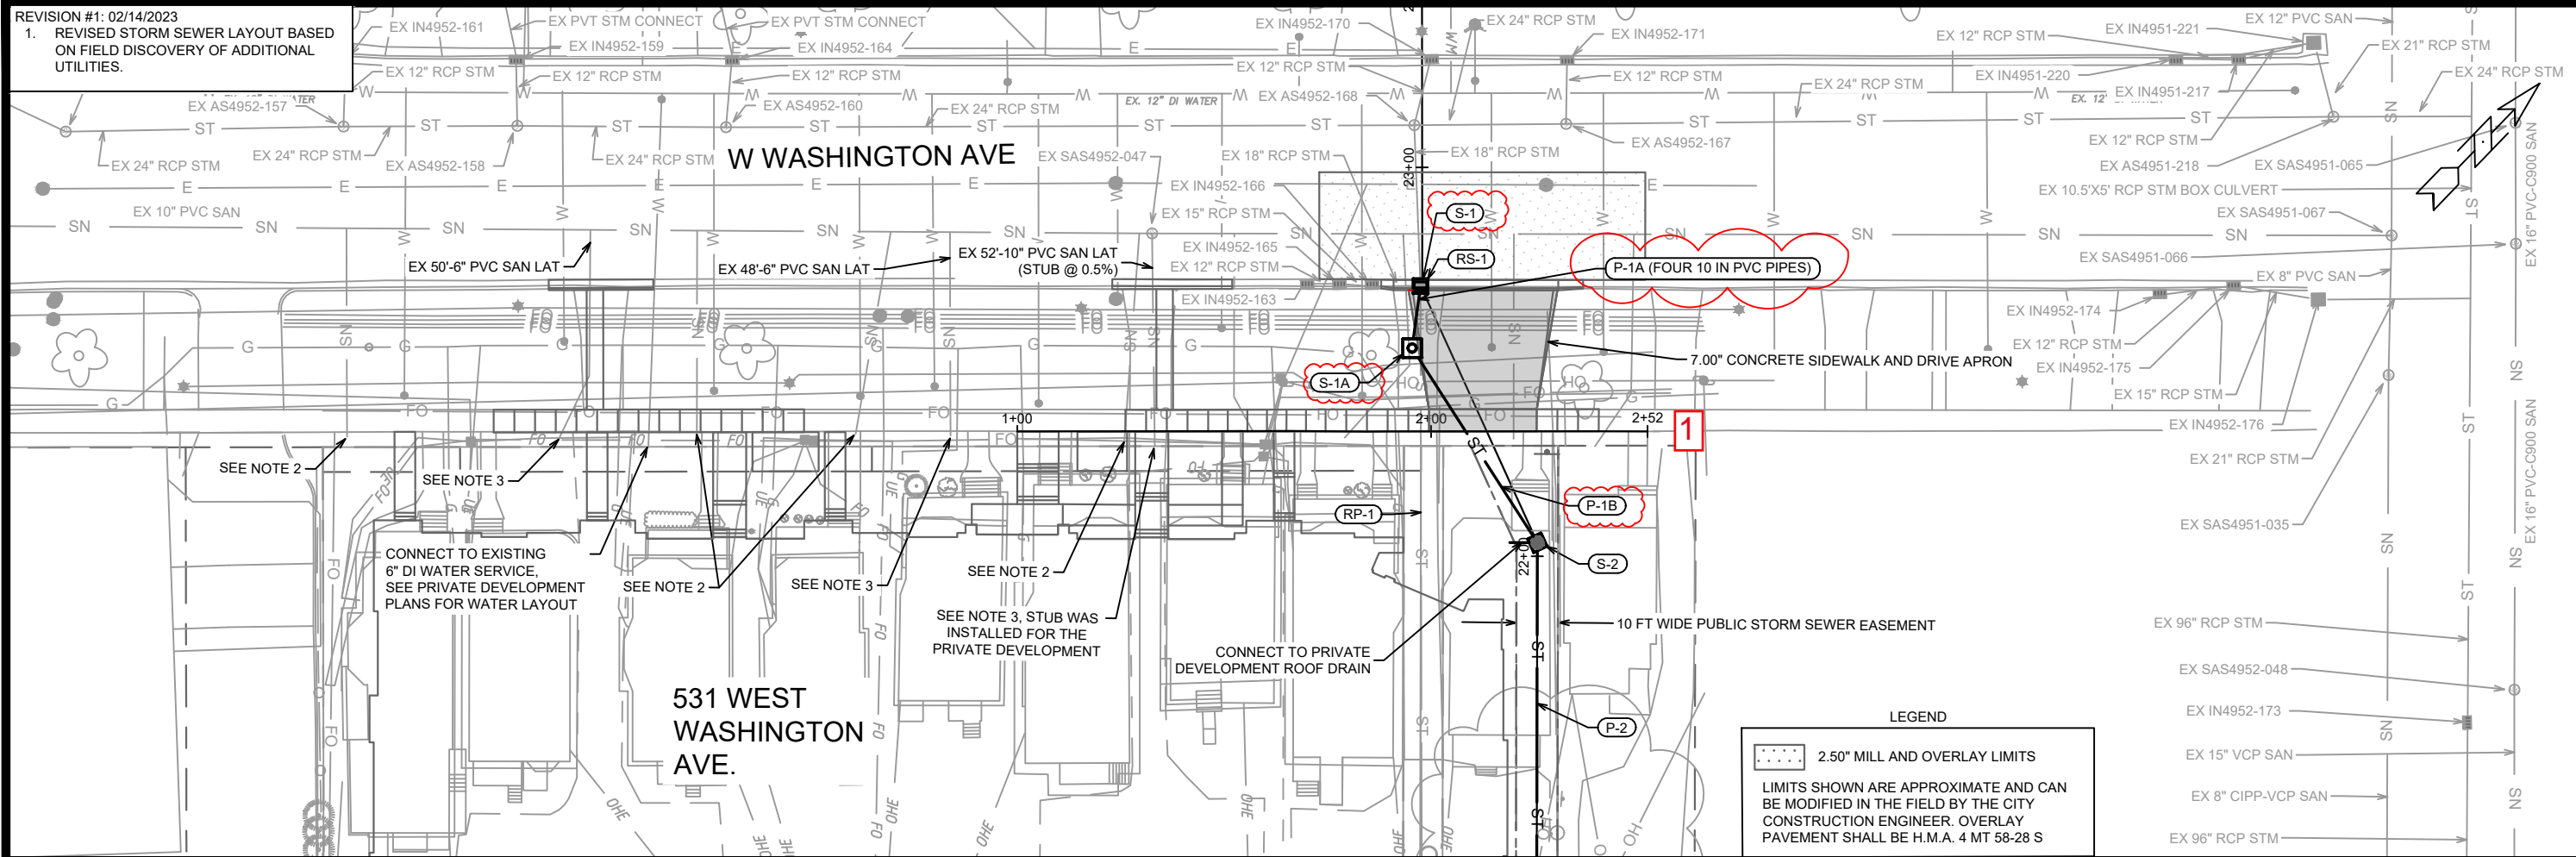 REVISION #1: 02/14/2023
1. REVISED STORM SEWER LAYOUT BASED
ON FIELD DISCOVERY OF ADDITIONAL
UTILITIES.
EX IN4952-161
EX PVT STM CONNECT
EX PVT STM CONNECT
EX IN4952-159
EX IN4952-164
EX IN4952-170
EX 24" RCP STM
EX IN4952-171
EX 12" RCP STM
EX IN4951-221
EX 12" PVC SAN
EX 21" RCP STM
EX 24" RCP STM
EX 12" RCP STM
EX 12" RCP STM
EX 12" RCP STM
EX 12" RCP STM
EX 12" RCP STM
EX 24" RCP STM
EX IN4951-220
EX IN4951-217
EX AS4952-157
EX AS4952-160
EX 24" RCP STM
EX. 12" DI WATER
EX AS4952-168
EX. 12"
EX 24" RCP STM
EX 24" RCP STM
EX AS4952-158
EX 24" RCP STM
W WASHINGTON AVE
EX SAS4952-047
EX 18" RCP STM
23+00
EX 18" RCP STM
EX AS4952-167
EX 12" RCP STM
EX AS4951-218
EX SAS4951-065
EX 10.5'X5' RCP STM BOX CULVERT
EX SAS4951-067
EX SAS4951-066
EX 16" PVC-C900 SAN
EX 8" PVC SAN
EX 10" PVC SAN
EX IN4952-166
EX 15" RCP STM
EX IN4952-165
EX 12" RCP STM
EX IN4952-163
S-1
RS-1
P-1A (FOUR 10 IN PVC PIPES)
EX 50'-6" PVC SAN LAT
EX 48'-6" PVC SAN LAT
EX 52'-10" PVC SAN LAT
(STUB @ 0.5%)
EX IN4952-174
EX 12" RCP STM
EX IN4952-175
EX 15" RCP STM
EX IN4952-176
EX 21" RCP STM
EX SAS4951-035
EX 16" PVC-C900 SAN
7.00" CONCRETE SIDEWALK AND DRIVE APRON
S-1A
1+00
2+00
2+52
1
SEE NOTE 2
SEE NOTE 3
CONNECT TO EXISTING
6" DI WATER SERVICE,
SEE PRIVATE DEVELOPMENT
PLANS FOR WATER LAYOUT
SEE NOTE 2
SEE NOTE 3
SEE NOTE 2
SEE NOTE 3, STUB WAS
INSTALLED FOR THE
PRIVATE DEVELOPMENT
RP-1
P-1B
22+00
S-2
CONNECT TO PRIVATE
DEVELOPMENT ROOF DRAIN
10 FT WIDE PUBLIC STORM SEWER EASEMENT
P-2
531 WEST
WASHINGTON
AVE.
EX 96" RCP STM
EX SAS4952-048
EX IN4952-173
EX 15" VCP SAN
EX 8" CIPP-VCP SAN
EX 96" RCP STM
LEGEND
2.50" MILL AND OVERLAY LIMITS
LIMITS SHOWN ARE APPROXIMATE AND CAN
BE MODIFIED IN THE FIELD BY THE CITY
CONSTRUCTION ENGINEER. OVERLAY
PAVEMENT SHALL BE H.M.A. 4 MT 58-28 S